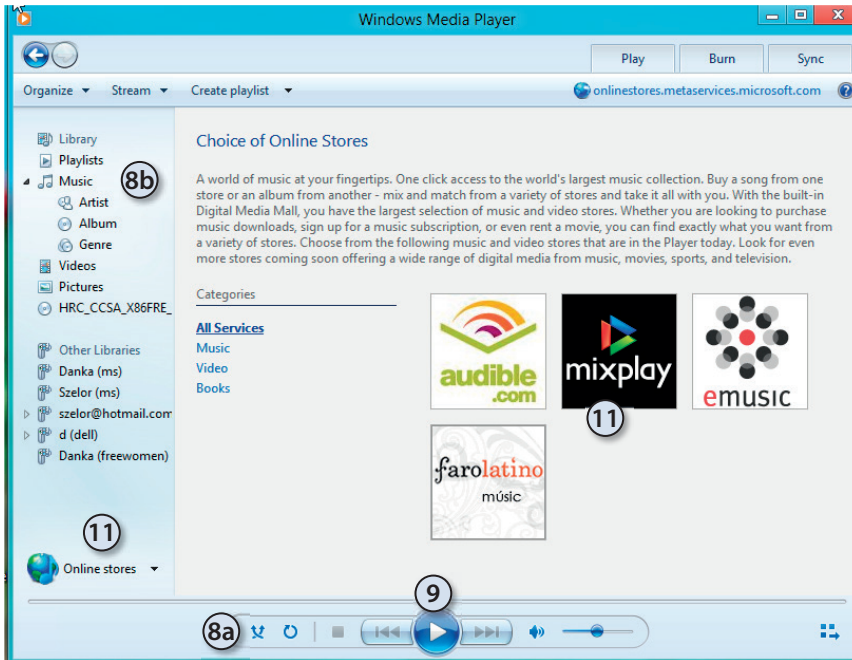 Windows Media Player
Play Burn Sync
Organize Stream Create playlist onlinestores.metaservices.microsoft.com
Library
Playlists
Music
8b
Artist
Album
Genre
Videos
Pictures
HRC_CCSA_X86FRE_
Other Libraries
Danka (ms)
Szelor (ms)
szelor@hotmail.com
d (dell)
Danka (freewomen)
11
Online stores
Choice of Online Stores
A world of music at your fingertips. One click access to the world's largest music collection. Buy a song from one
store or an album from another - mix and match from a variety of stores and take it all with you. With the built-in
Digital Media Mall, you have the largest selection of music and video stores. Whether you are looking to purchase
music downloads, sign up for a music subscription, or even rent a movie, you can find exactly what you want from
a variety of stores. Choose from the following music and video stores that are in the Player today. Look for even
more stores coming soon offering a wide range of digital media from music, movies, sports, and television.
Categories
All Services
Music
Video
Books
audible
.com
mixplay
11
emusic
farolatino
músic
9
8a